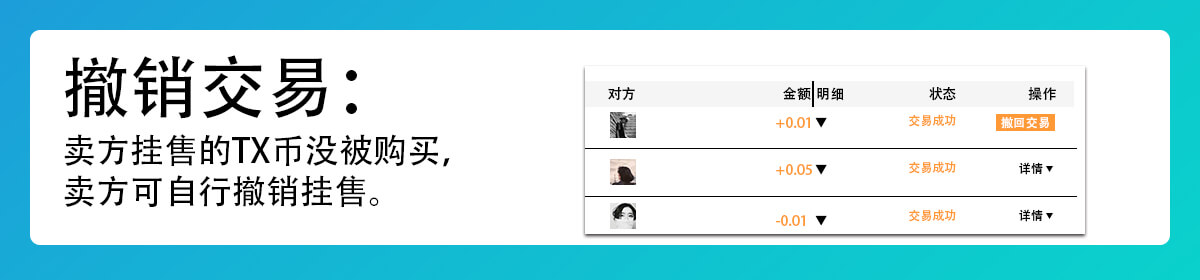 撤销交易：
卖方挂售的TX币没被购买，
卖方可自行撤销挂售。
对方 金额 明细 状态 操作
+0.01▼ 交易成功 撤回交易
+0.05▼ 交易成功 详情▼
-0.01 ▼ 交易成功 详情▼